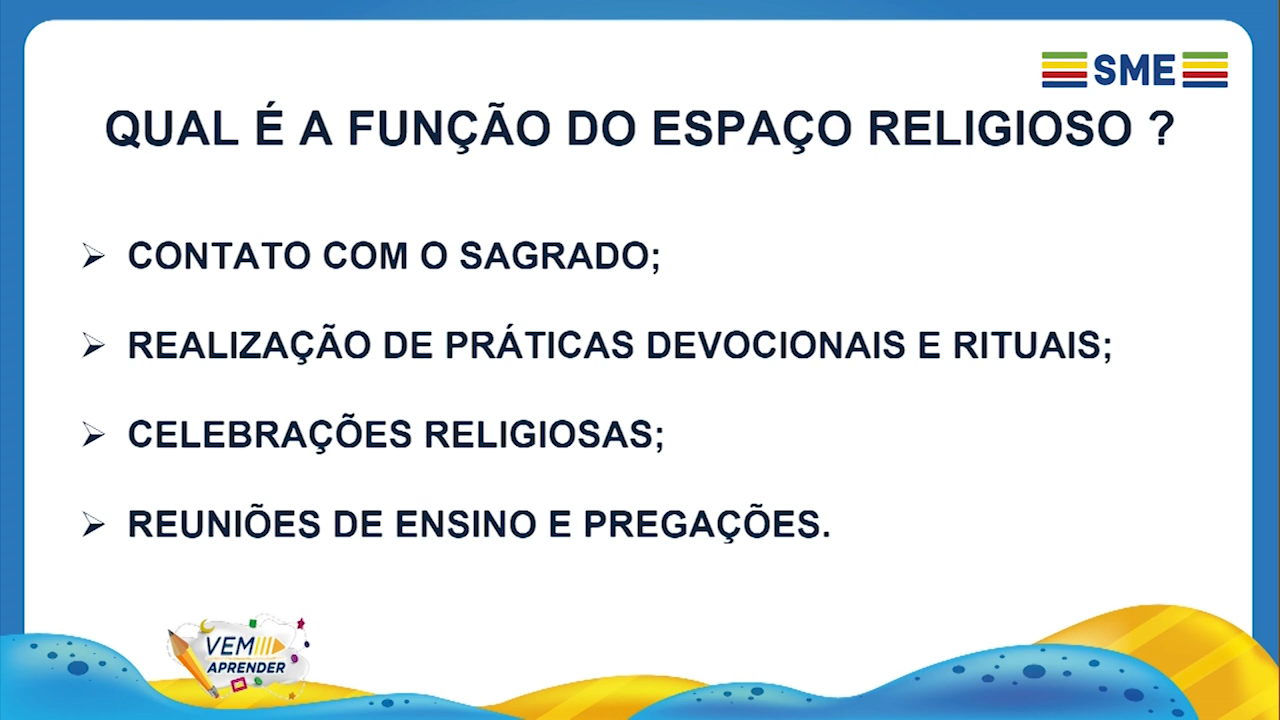 SME
QUAL É A FUNÇÃO DO ESPAÇO RELIGIOSO ?
CONTATO COM O SAGRADO;
REALIZAÇÃO DE PRÁTICAS DEVOCIONAIS E RITUAIS;
CELEBRAÇÕES RELIGIOSAS;
REUNIÕES DE ENSINO E PREGAÇÕES.
VEM
APRENDER